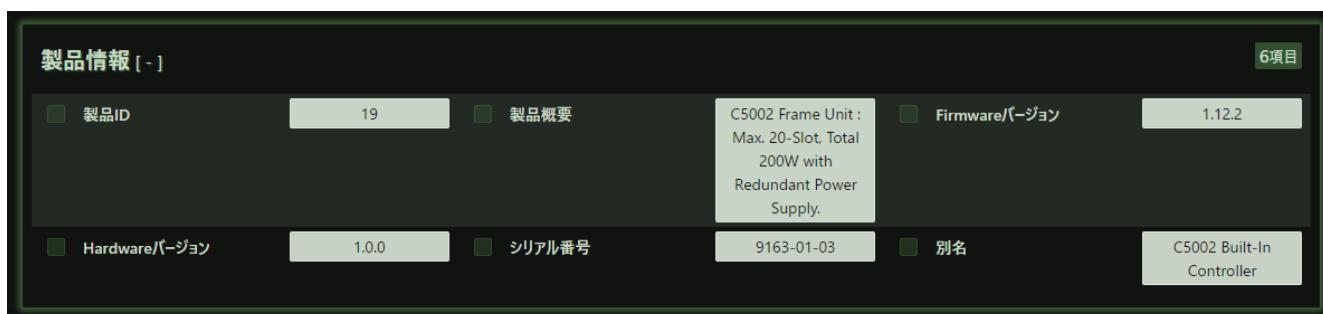 製品情報 [ - ]
6項目
製品ID
19
製品概要
C5002 Frame Unit :
Max. 20-Slot, Total
200W with
Redundant Power
Supply.
Firmwareバージョン
1.12.2
Hardwareバージョン
1.0.0
シリアル番号
9163-01-03
別名
C5002 Built-In
Controller